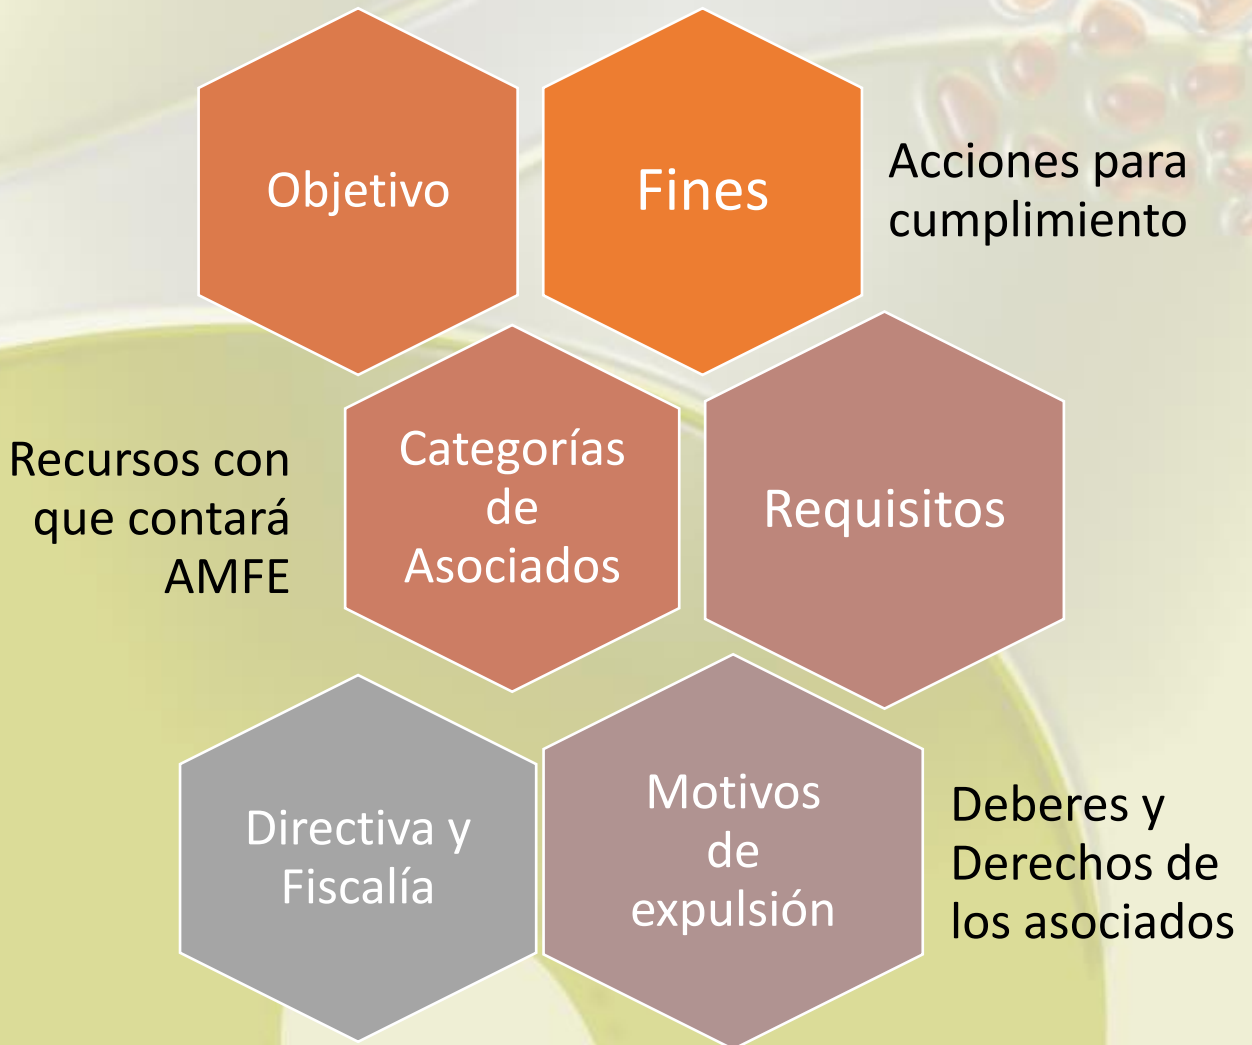 Objetivo
Fines
Acciones para
cumplimiento
Recursos con
que contará
AMFE
Categorías
de
Asociados
Requisitos
Directiva y
Fiscalía
Motivos
de
expulsión
Deberes y
Derechos de
los asociados